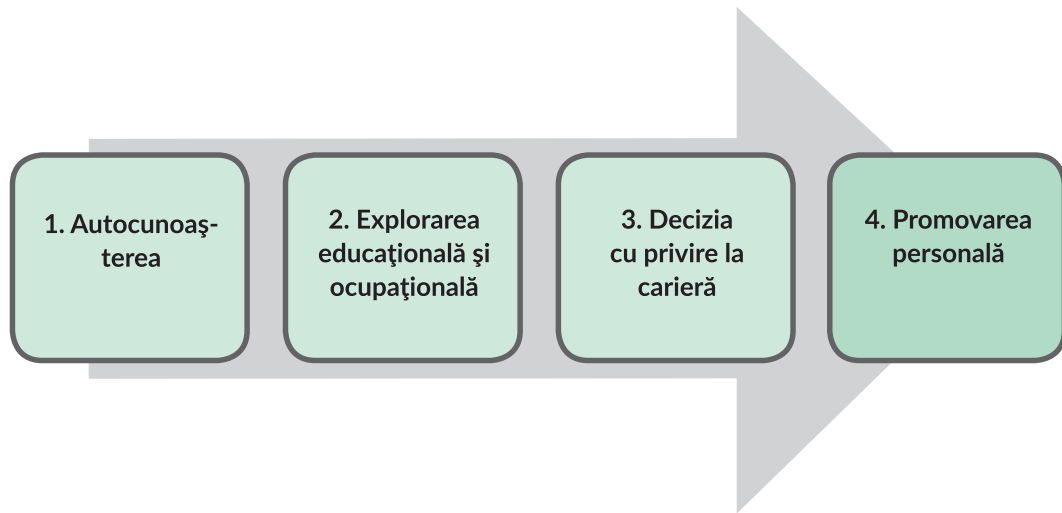 1. Autocunoaş-
terea
2. Explorarea
educaţională şi
ocupaţională
3. Decizia
cu privire la
carieră
4. Promovarea
personală